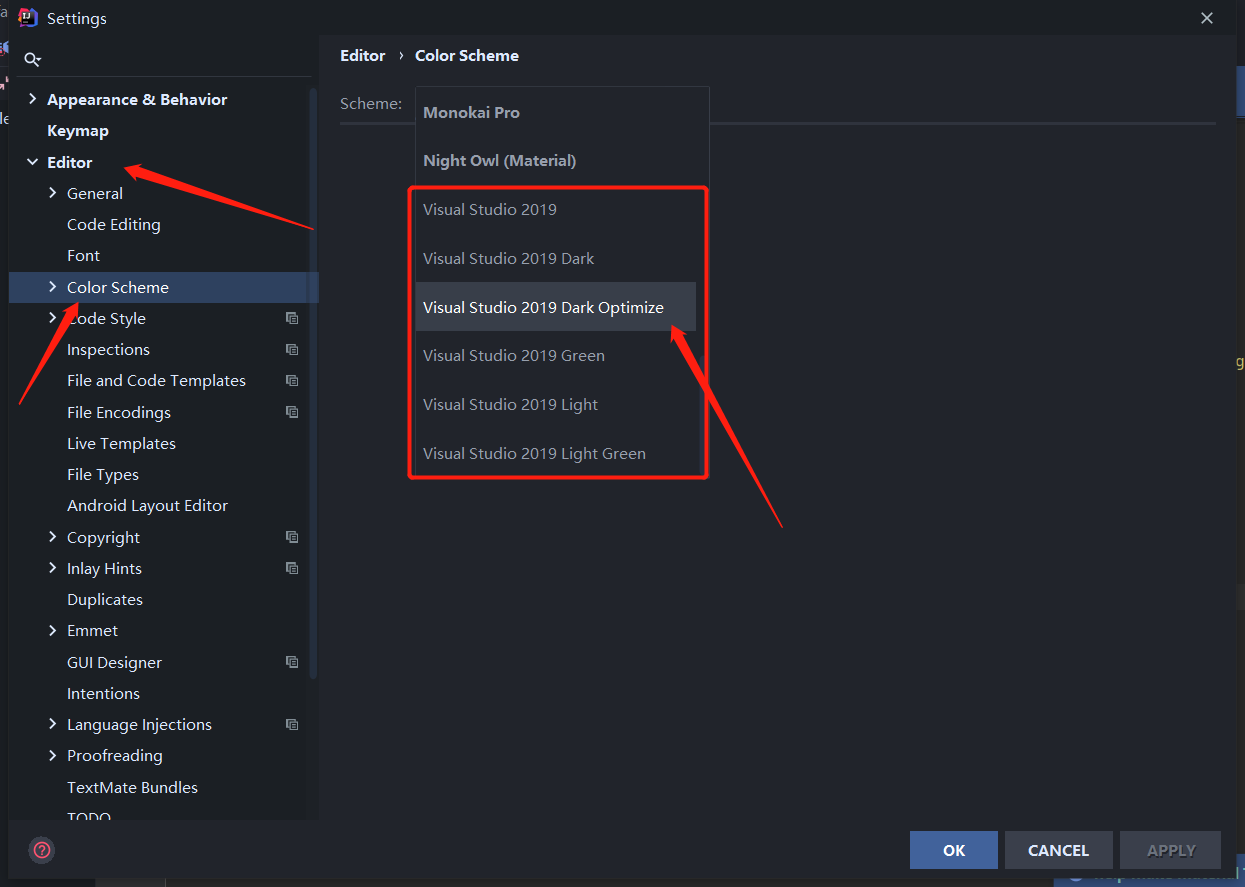 Settings
Editor › Color Scheme
Appearance & Behavior
Keymap
Editor
General
Code Editing
Font
Color Scheme
Code Style
Inspections
File and Code Templates
File Encodings
Live Templates
File Types
Android Layout Editor
Copyright
Inlay Hints
Duplicates
Emmet
GUI Designer
Intentions
Language Injections
Proofreading
TextMate Bundles
TODO
Scheme:
Monokai Pro
Night Owl (Material)
Visual Studio 2019
Visual Studio 2019 Dark
Visual Studio 2019 Dark Optimize
Visual Studio 2019 Green
Visual Studio 2019 Light
Visual Studio 2019 Light Green
OK CANCEL APPLY